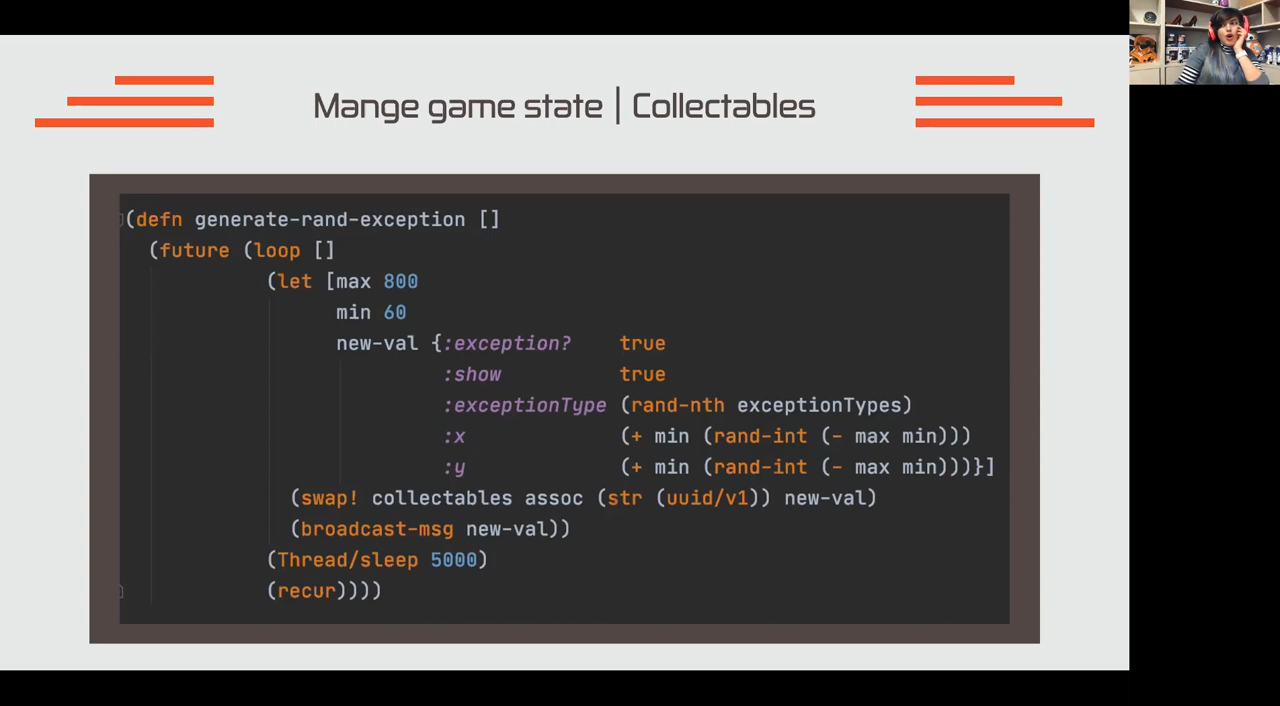 Mange game state | Collectables
(defn generate-rand-exception []
(future (loop []
(let [max 800
min 60
new-val {:exception? true
:show true
:exceptionType (rand-nth exceptionTypes)
:x (+ min (rand-int (- max min)))
:y (+ min (rand-int (- max min)))}]
(swap! collectables assoc (str (uuid/v1)) new-val)
(broadcast-msg new-val))
(Thread/sleep 5000)
(recur))))